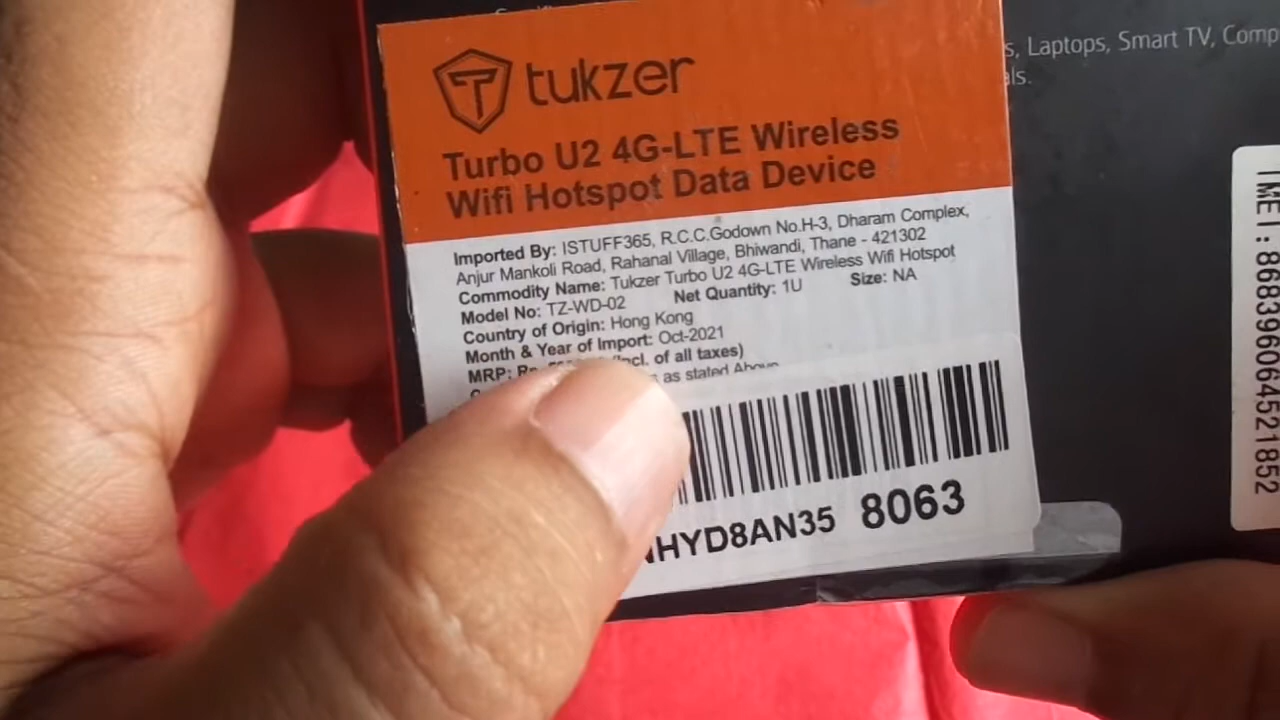 tukzer
Turbo U2 4G-LTE Wireless
Wifi Hotspot Data Device
Imported By: ISTUFF365, R.C.C.Godown No.H-3, Dharam Complex,
Anjur Mankoli Road, Rahanal Village, Bhiwandi, Thane - 421302
Commodity Name: Tukzer Turbo U2 4G-LTE Wireless Wifi Hotspot
Model No: TZ-WD-02 Net Quantity: 1U Size: NA
Country of Origin: Hong Kong
Month & Year of Import: Oct-2021
MRP: (Incl. of all taxes)
as stated Above
HYD8AN35 8063
Laptops, Smart TV,
IMEI:868396064521852